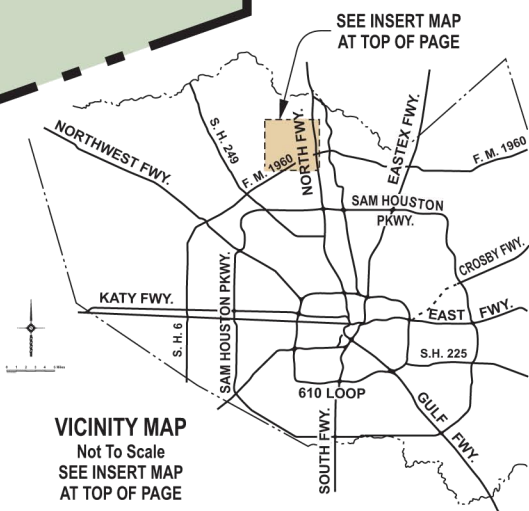 SEE INSERT MAP
AT TOP OF PAGE
NORTHWEST FWY.
S. H. 249
F. M. 1960
NORTH FWY.
EASTEX FWY.
F. M. 1960
SAM HOUSTON
PKWY.
CROSBY FWY.
KATY FWY.
S. H. 6
SAM HOUSTON PKWY.
EAST FWY.
S.H. 225
610 LOOP
GULF FWY.
SOUTH FWY.
VICINITY MAP
Not To Scale
SEE INSERT MAP
AT TOP OF PAGE